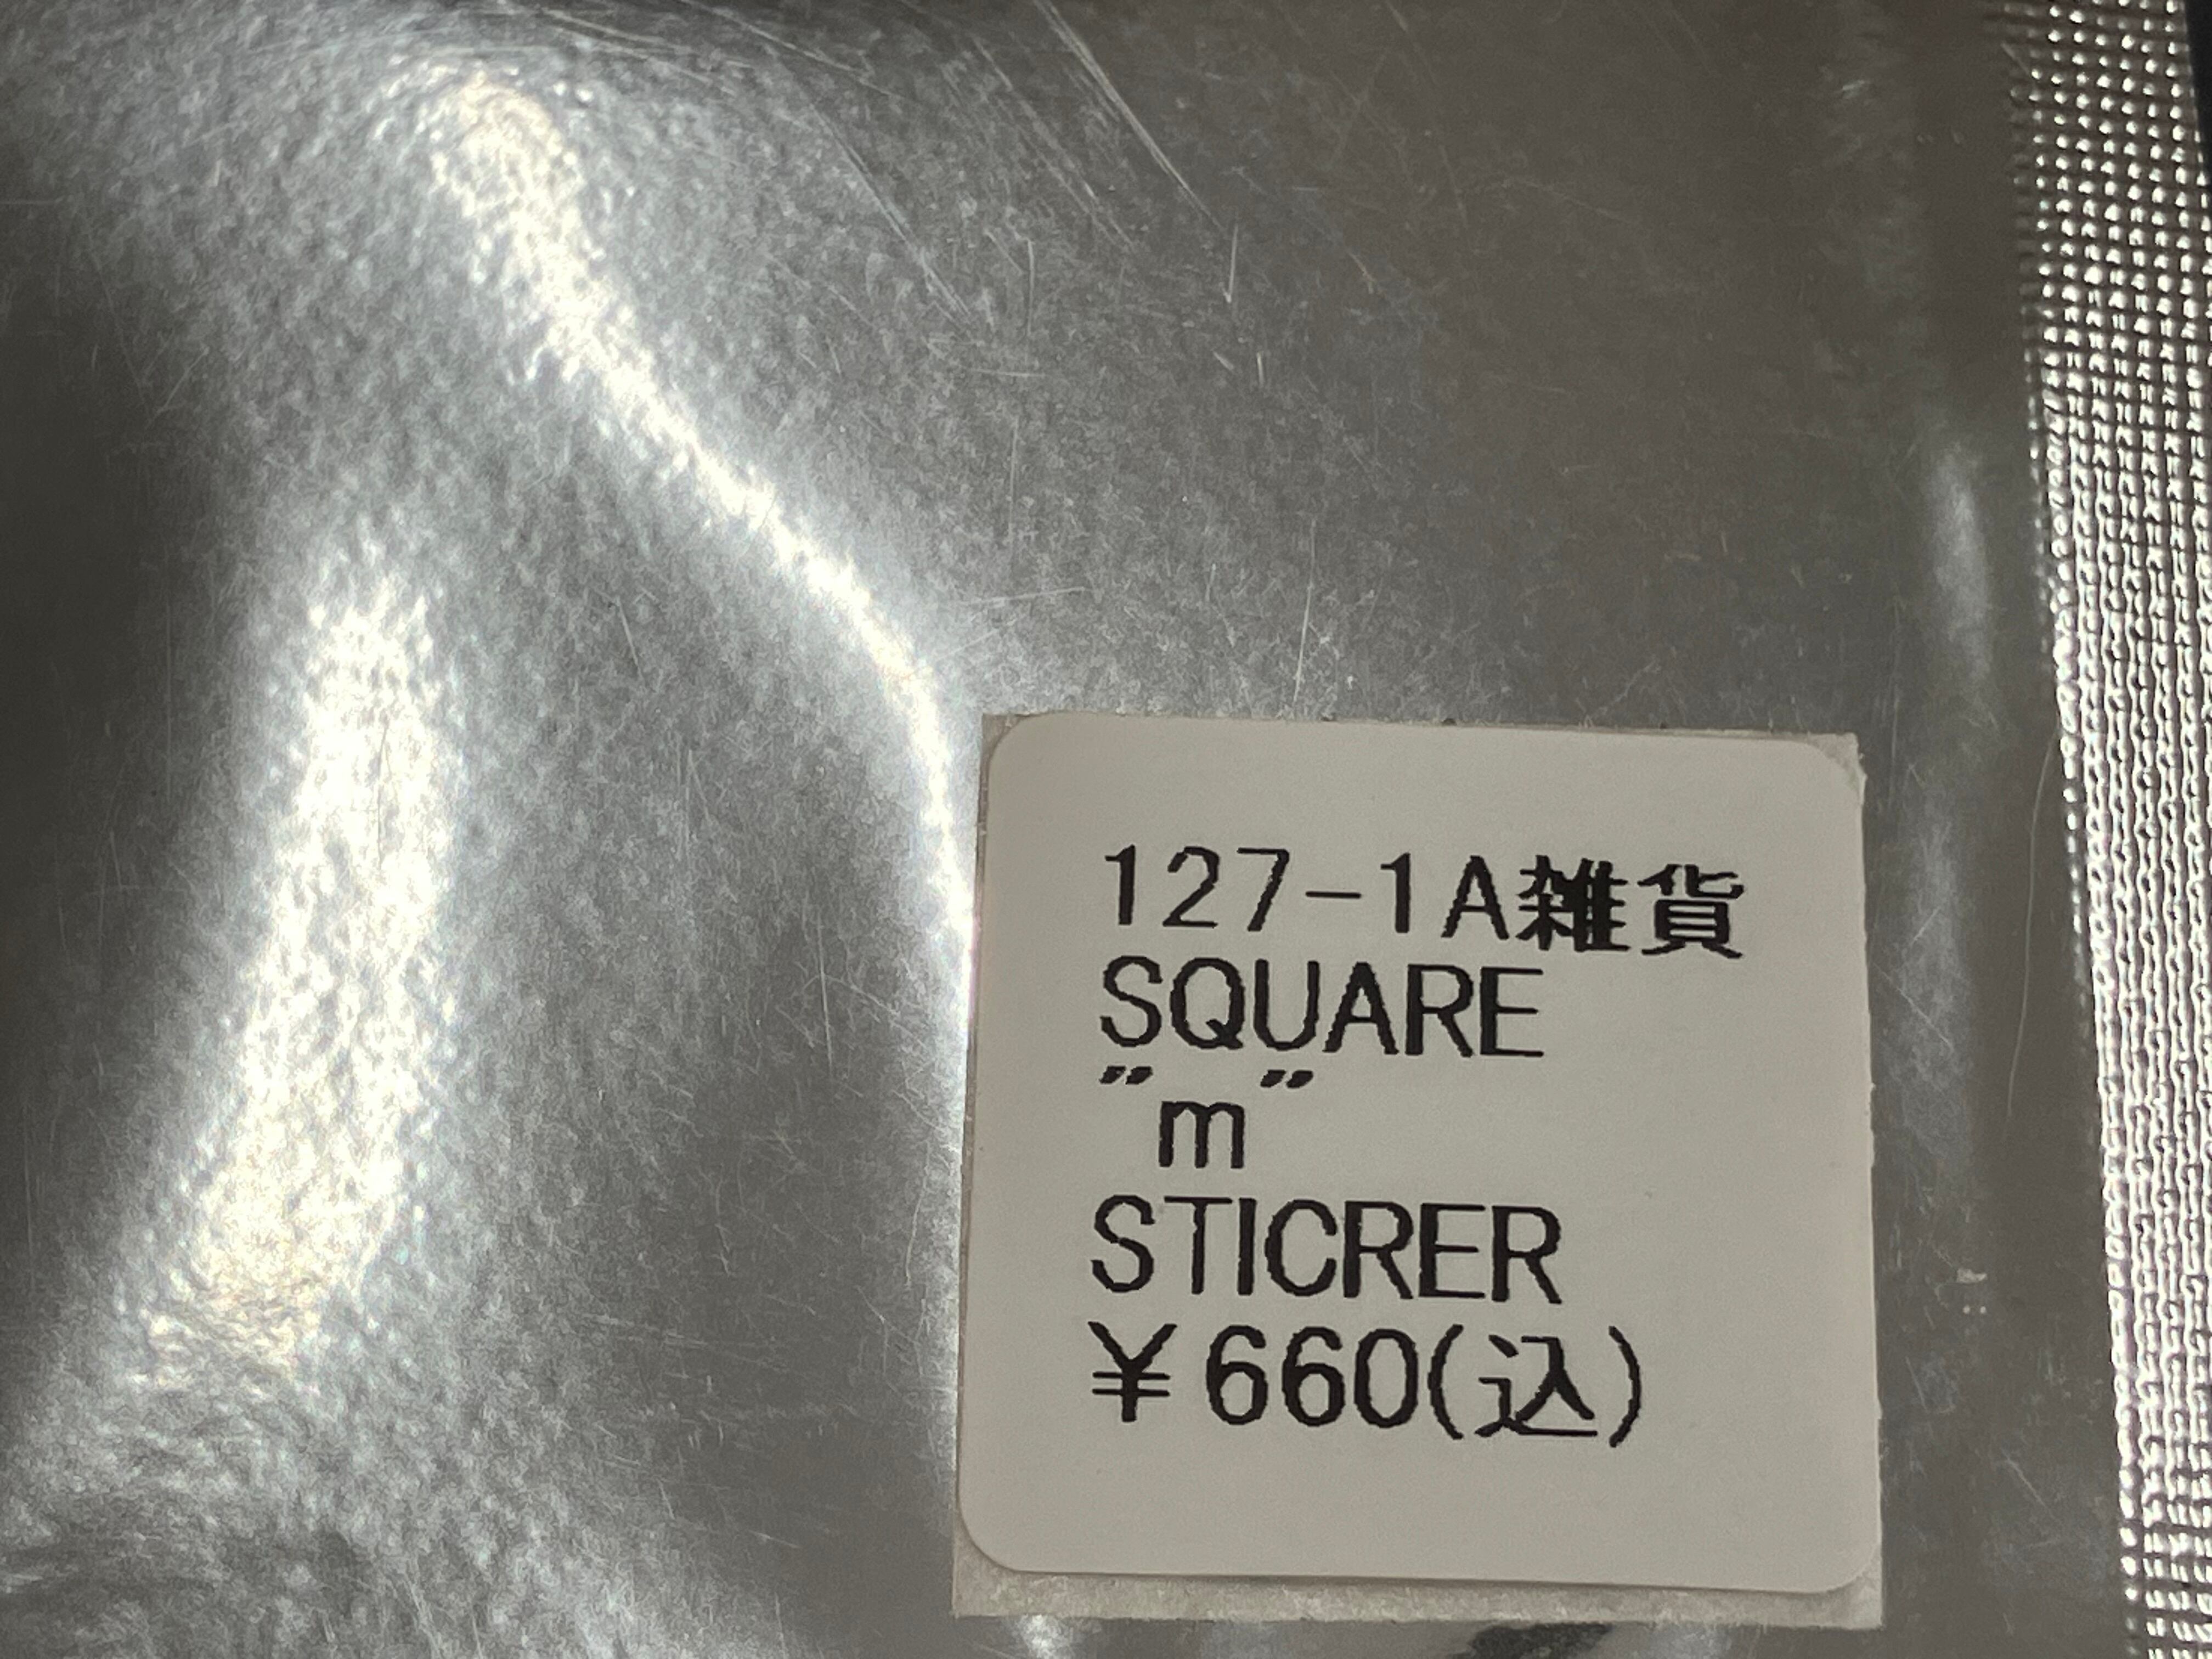 127-1A雑貨
SQUARE
"m"
STICRER
¥660(込)